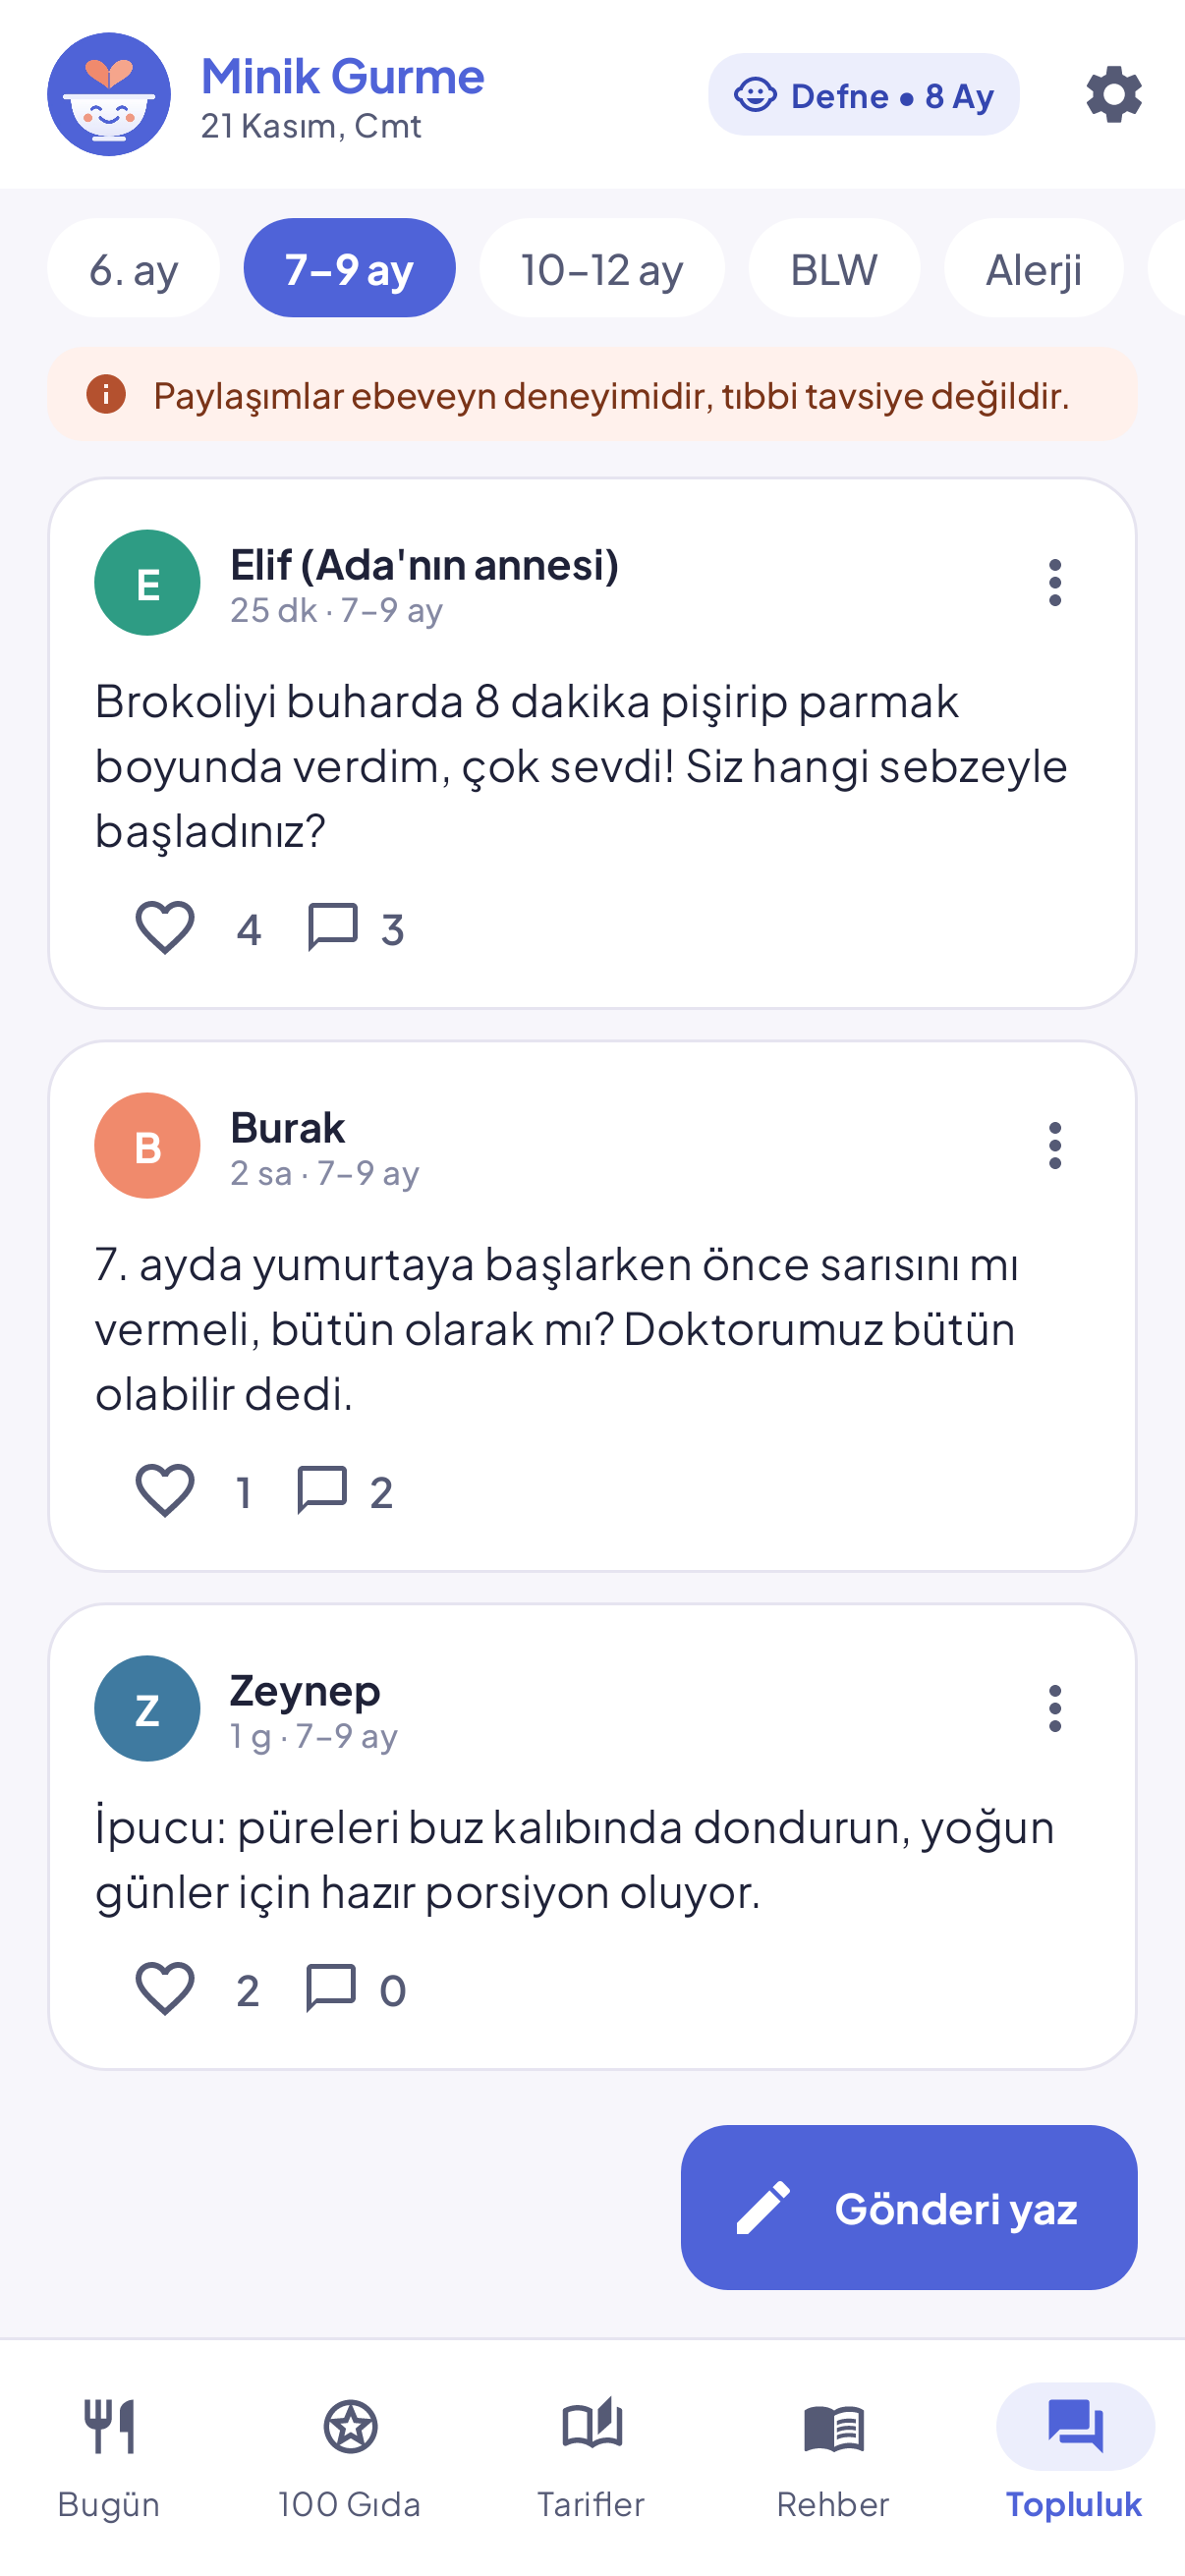 Minik Gurme
21 Kasım, Cmt
Defne • 8 Ay
6. ay
7–9 ay
10–12 ay
BLW
Alerji
Paylaşımlar ebeveyn deneyimidir, tıbbi tavsiye değildir.
E
Elif (Ada'nın annesi)
25 dk · 7–9 ay
Brokoliyi buharda 8 dakika pişirip parmak
boyunda verdim, çok sevdi! Siz hangi sebzeyle
başladınız?
4
3
B
Burak
2 sa · 7–9 ay
7. ayda yumurtaya başlarken önce sarısını mı
vermeli, bütün olarak mı? Doktorumuz bütün
olabilir dedi.
1
2
Z
Zeynep
1 g · 7–9 ay
İpucu: püreleri buz kalıbında dondurun, yoğun
günler için hazır porsiyon oluyor.
2
0
Gönderi yaz
Bugün
100 Gıda
Tarifler
Rehber
Topluluk